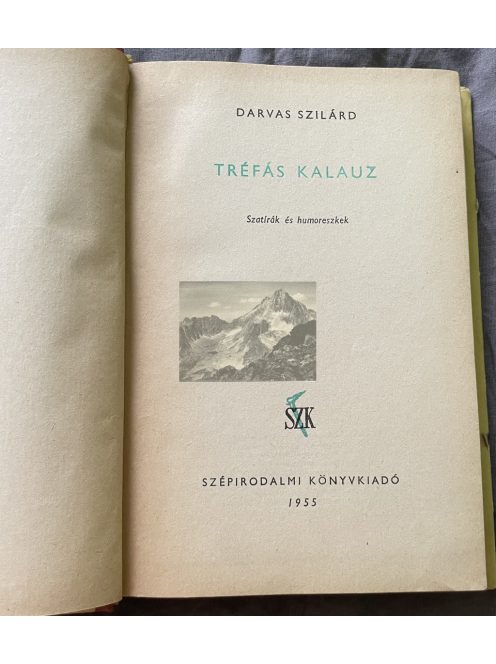 DARVAS SZILÁRD
TRÉFÁS KALAUZ
Szatírák és humoreszkek
SZK
SZÉPIRODALMI KÖNYVKIADÓ
1955